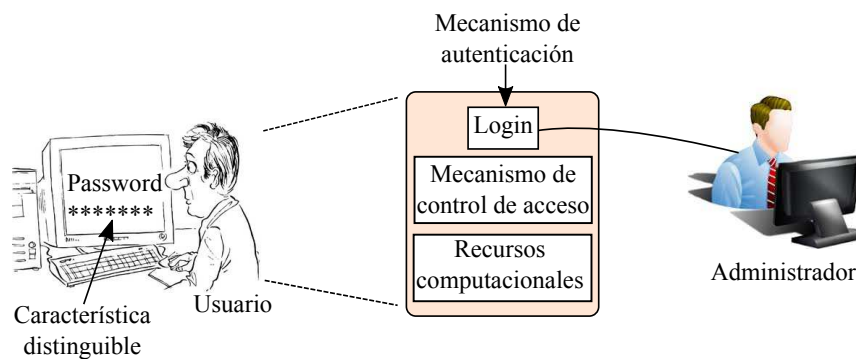 Mecanismo de
autenticación
Login
Password
*******
Mecanismo de
control de acceso
Recursos
computacionales
Administrador
Usuario
Característica
distinguible